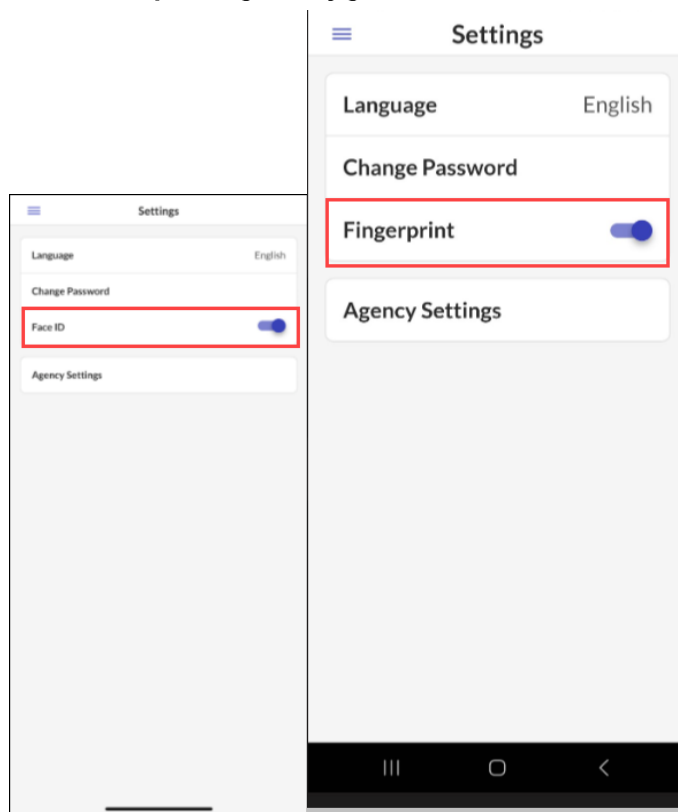 Settings
Language English
Change Password
Face ID
Agency Settings
Settings
Language English
Change Password
Fingerprint
Agency Settings